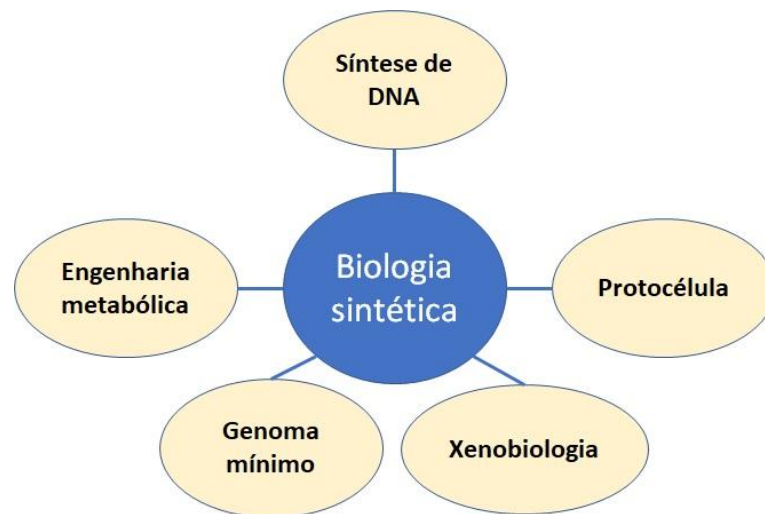 Síntese de
DNA
Engenharia
metabólica
Biologia
sintética
Protocélula
Genoma
mínimo
Xenobiologia